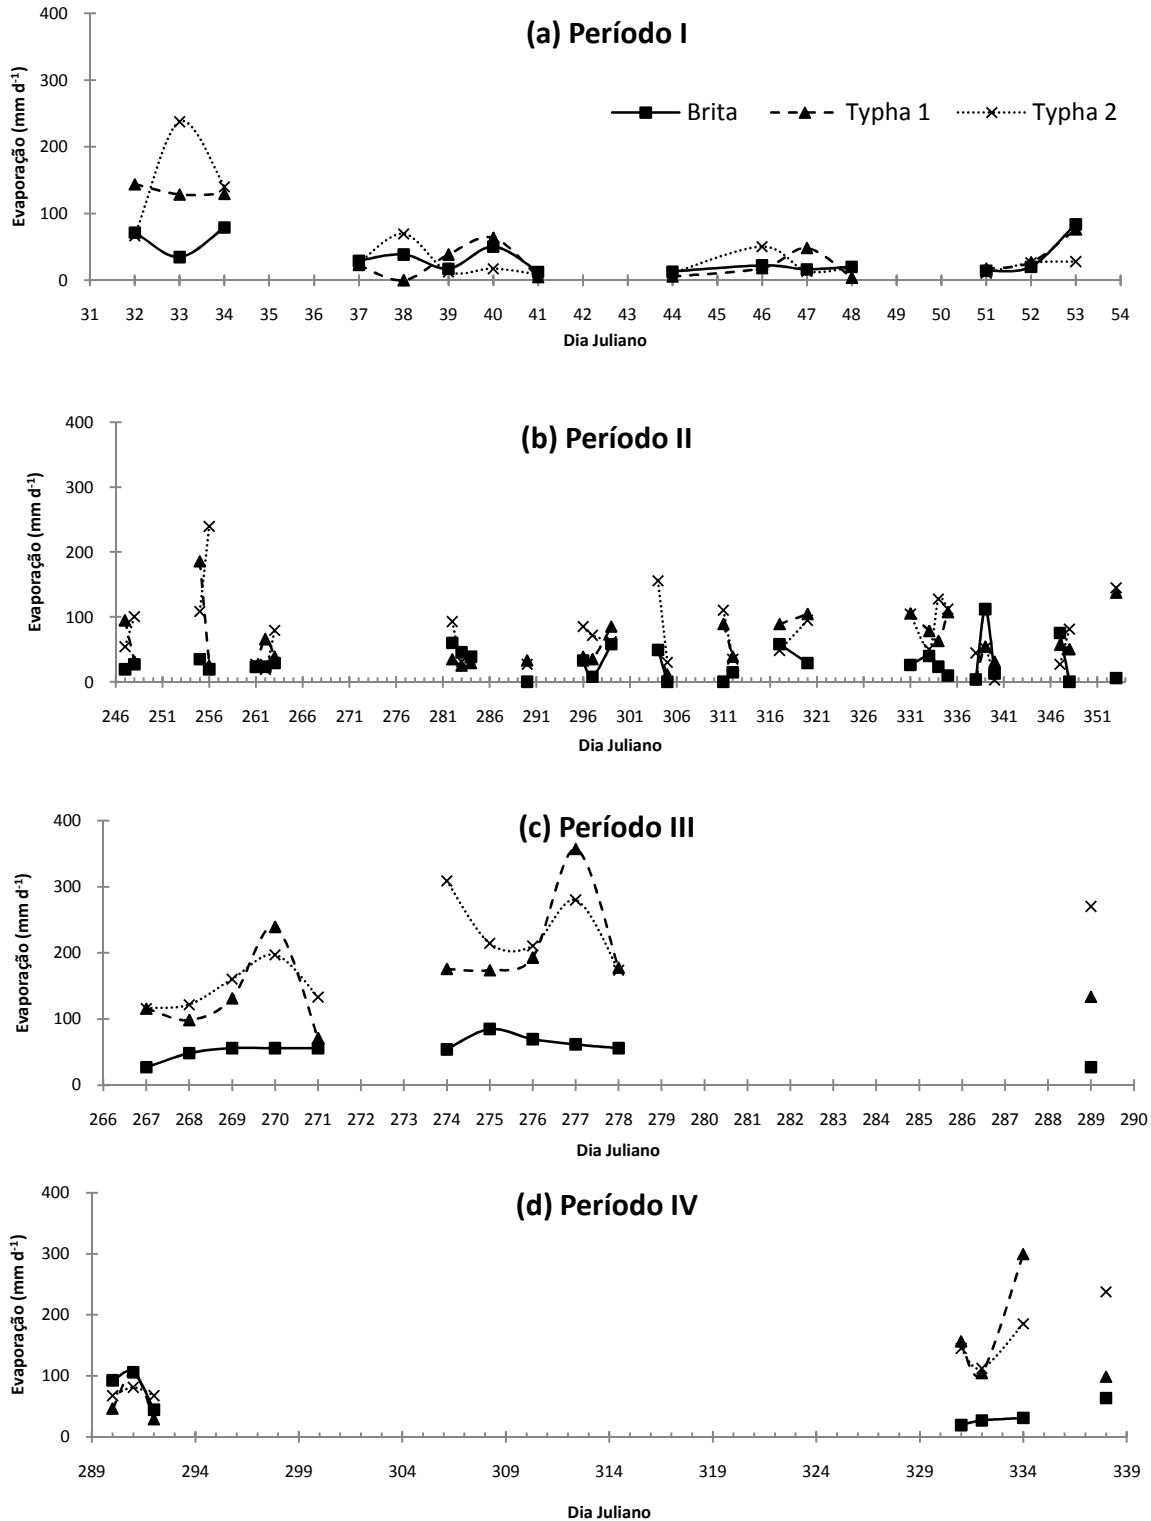 (a) Período I
Evaporação (mm d-1)
400
300
200
100
0
Brita Typha 1 Typha 2
31 32 33 34 35 36 37 38 39 40 41 42 43 44 45 46 47 48 49 50 51 52 53 54
Dia Juliano
(b) Período II
Evaporação (mm d-1)
400
300
200
100
0
246 251 256 261 266 271 276 281 286 291 296 301 306 311 316 321 326 331 336 341 346 351
Dia Juliano
(c) Período III
Evaporação (mm d-1)
400
300
200
100
0
266 267 268 269 270 271 272 273 274 275 276 277 278 279 280 281 282 283 284 285 286 287 288 289 290
Dia Juliano
(d) Período IV
Evaporação (mm d-1)
400
300
200
100
0
289 294 299 304 309 314 319 324 329 334 339
Dia Juliano